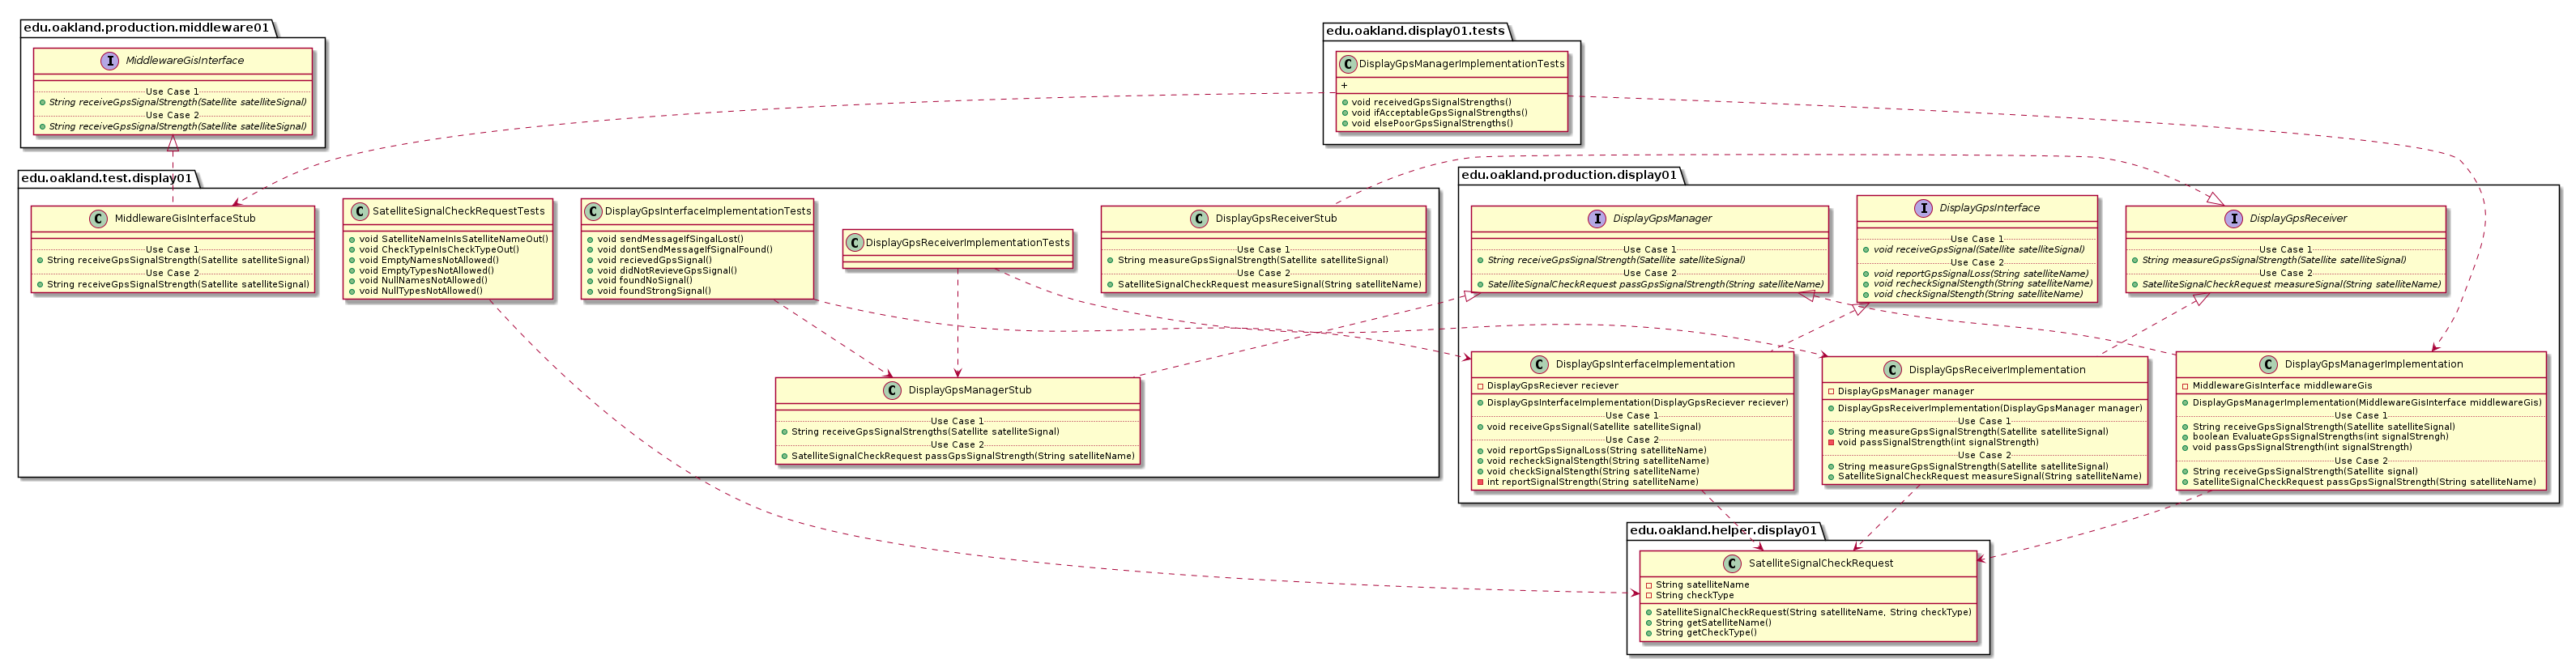 edu.oakland.production.middleware01
I MiddlewareGisInterface
Use Case 1
String receiveGpsSignalStrength(Satellite satelliteSignal)
Use Case 2
String receiveGpsSignalStrength(Satellite satelliteSignal)
edu.oakland.display01.tests
C DisplayGpsManagerImplementationTests
+
void receivedGpsSignalStrengths()
void ifAcceptableGpsSignalStrengths()
void elsePoorGpsSignalStrengths()
edu.oakland.test.display01
C MiddlewareGisInterfaceStub
Use Case 1
String receiveGpsSignalStrength(Satellite satelliteSignal)
Use Case 2
String receiveGpsSignalStrength(Satellite satelliteSignal)
C SatelliteSignalCheckRequestTests
void SatelliteNameInIsSatelliteNameOut()
void CheckTypeInIsCheckTypeOut()
void EmptyNamesNotAllowed()
void EmptyTypesNotAllowed()
void NullNamesNotAllowed()
void NullTypesNotAllowed()
C DisplayGpsInterfaceImplementationTests
void sendMessageIfSingalLost()
void dontSendMessageIfSignalFound()
void recievedGpsSignal()
void didNotRevieveGpsSignal()
void foundNoSignal()
void foundStrongSignal()
C DisplayGpsReceiverImplementationTests
C DisplayGpsReceiverStub
Use Case 1
String measureGpsSignalStrength(Satellite satelliteSignal)
Use Case 2
SatelliteSignalCheckRequest measureSignal(String satelliteName)
C DisplayGpsManagerStub
Use Case 1
String receiveGpsSignalStrengths(Satellite satelliteSignal)
Use Case 2
SatelliteSignalCheckRequest passGpsSignalStrength(String satelliteName)
edu.oakland.production.display01
I DisplayGpsManager
Use Case 1
String receiveGpsSignalStrength(Satellite satelliteSignal)
Use Case 2
SatelliteSignalCheckRequest passGpsSignalStrength(String satelliteName)
I DisplayGpsInterface
Use Case 1
void receiveGpsSignal(Satellite satelliteSignal)
Use Case 2
void reportGpsSignalLoss(String satelliteName)
void recheckSignalStength(String satelliteName)
void checkSignalStength(String satelliteName)
I DisplayGpsReceiver
Use Case 1
String measureGpsSignalStrength(Satellite satelliteSignal)
Use Case 2
SatelliteSignalCheckRequest measureSignal(String satelliteName)
C DisplayGpsInterfaceImplementation
DisplayGpsReciever reciever
DisplayGpsInterfaceImplementation(DisplayGpsReciever reciever)
Use Case 1
void receiveGpsSignal(Satellite satelliteSignal)
Use Case 2
void reportGpsSignalLoss(String satelliteName)
void recheckSignalStength(String satelliteName)
void checkSignalStength(String satelliteName)
int reportSignalStrength(String satelliteName)
C DisplayGpsReceiverImplementation
DisplayGpsManager manager
DisplayGpsReceiverImplementation(DisplayGpsManager manager)
Use Case 1
String measureGpsSignalStrength(Satellite satelliteSignal)
void passSignalStrength(int signalStrength)
Use Case 2
String measureGpsSignalStrength(Satellite satelliteSignal)
SatelliteSignalCheckRequest measureSignal(String satelliteName)
C DisplayGpsManagerImplementation
MiddlewareGisInterface middlewareGis
DisplayGpsManagerImplementation(MiddlewareGisInterface middlewareGis)
Use Case 1
String receiveGpsSignalStrength(Satellite satelliteSignal)
boolean EvaluateGpsSignalStrengths(int signalStrengh)
void passGpsSignalStrength(int signalStrength)
Use Case 2
String receiveGpsSignalStrength(Satellite signal)
SatelliteSignalCheckRequest passGpsSignalStrength(String satelliteName)
edu.oakland.helper.display01
C SatelliteSignalCheckRequest
String satelliteName
String checkType
SatelliteSignalCheckRequest(String satelliteName, String checkType)
String getSatelliteName()
String getCheckType()